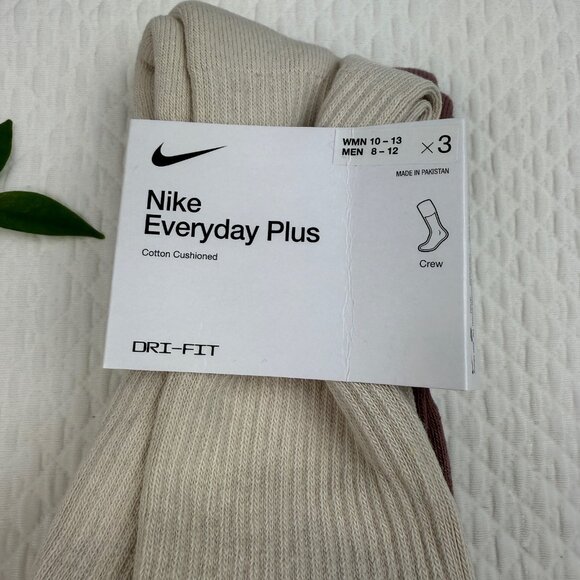 WMN 10 – 13
MEN 8 – 12
×3
MADE IN PAKISTAN
Nike
Everyday Plus
Cotton Cushioned
Crew
DRI-FIT